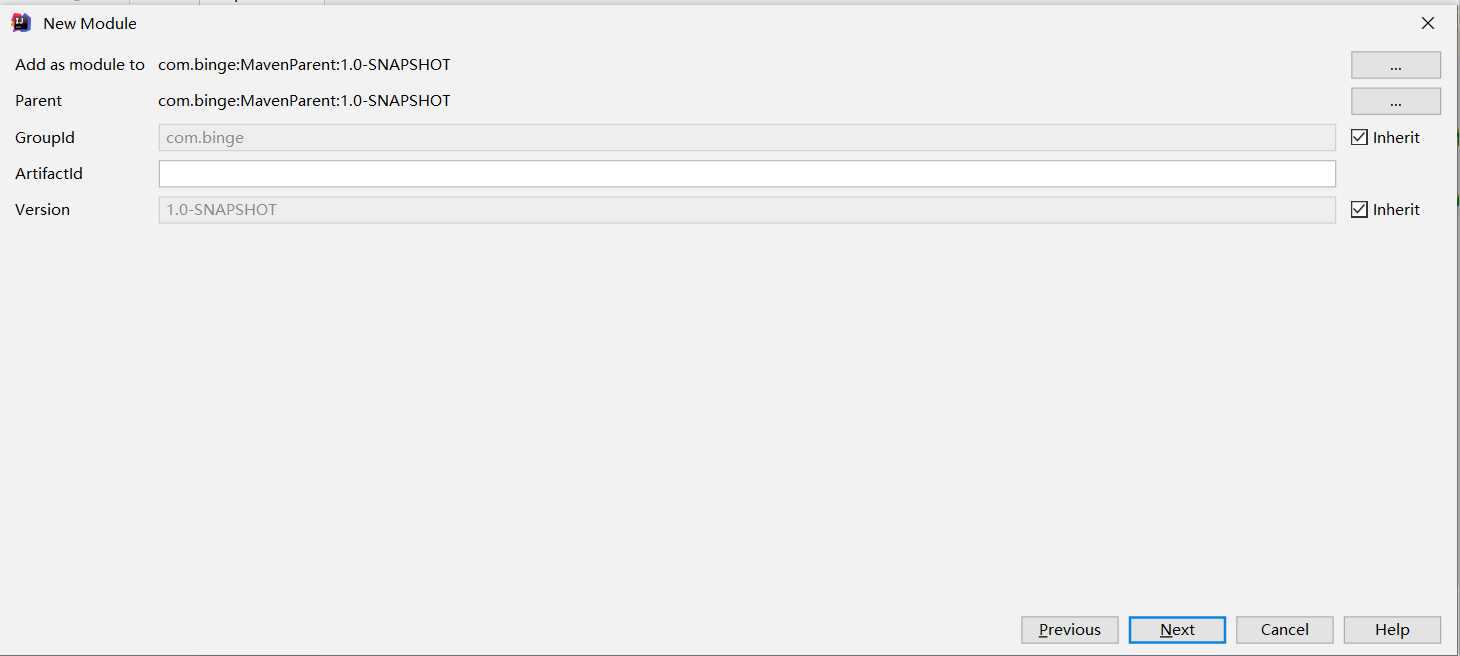 New Module
Add as module to com.binge:MavenParent:1.0-SNAPSHOT ...
Parent com.binge:MavenParent:1.0-SNAPSHOT ...
GroupId com.binge Inherit
ArtifactId
Version 1.0-SNAPSHOT Inherit
Previous Next Cancel Help